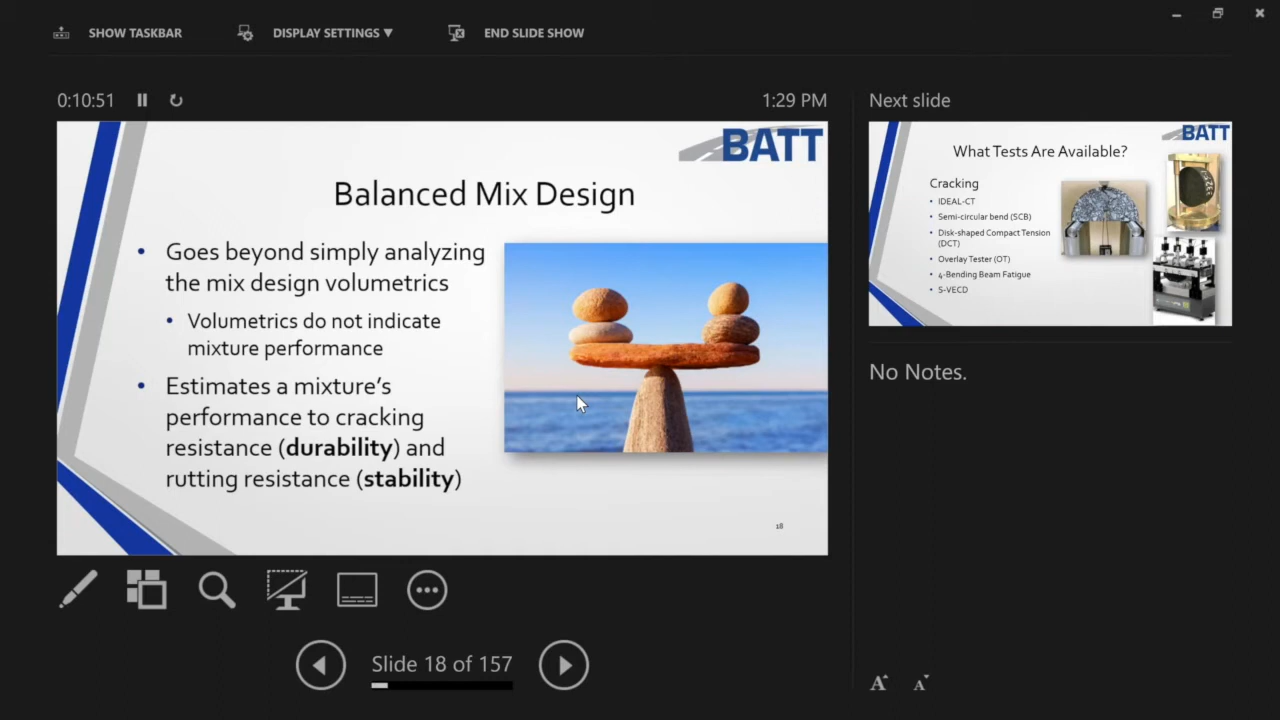 SHOW TASKBAR
DISPLAY SETTINGS ▼
END SLIDE SHOW
0:10:51
1:29 PM
BATT
Balanced Mix Design
• Goes beyond simply analyzing
the mix design volumetrics
• Volumetrics do not indicate
mixture performance
• Estimates a mixture's
performance to cracking
resistance (durability) and
rutting resistance (stability)
18
Next slide
BATT
What Tests Are Available?
Cracking
• IDEAL-CT
• Semi-circular bend (SCB)
• Disk-shaped Compact Tension
(DCT)
• Overlay Tester (OT)
• 4-Bending Beam Fatigue
• S-VECD
No Notes.
Slide 18 of 157
A A